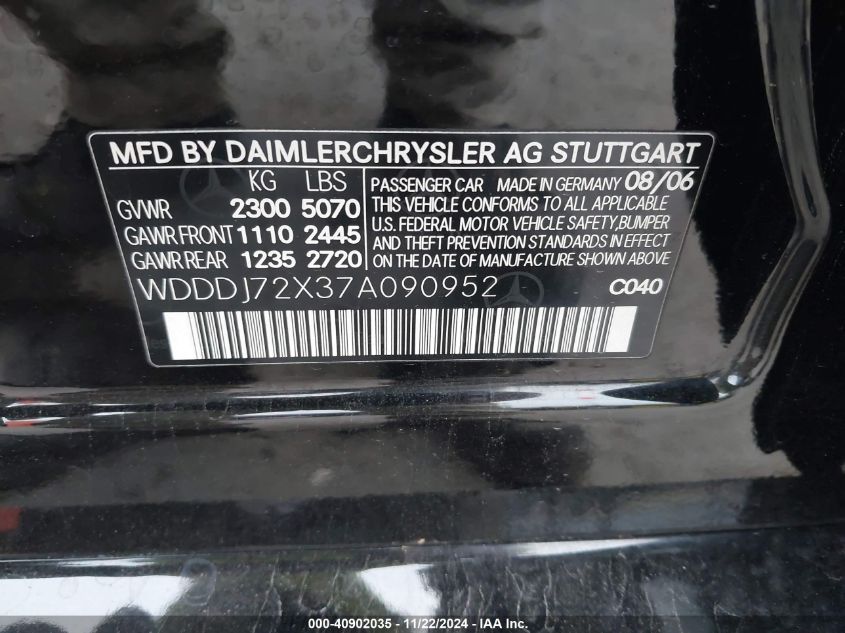 MFD BY DAIMLERCHRYSLER AG STUTTGART
KG LBS
GVWR 2300 5070
GAWR FRONT 1110 2445
GAWR REAR 1235 2720
PASSENGER CAR MADE IN GERMANY 08/06
THIS VEHICLE CONFORMS TO ALL APPLICABLE
U.S. FEDERAL MOTOR VEHICLE SAFETY, BUMPER
AND THEFT PREVENTION STANDARDS IN EFFECT
ON THE DATE OF MANUFACTURE SHOWN ABOVE
WDDDJ72X37A090952
C040
000-40902035 - 11/22/2024 - IAA Inc.